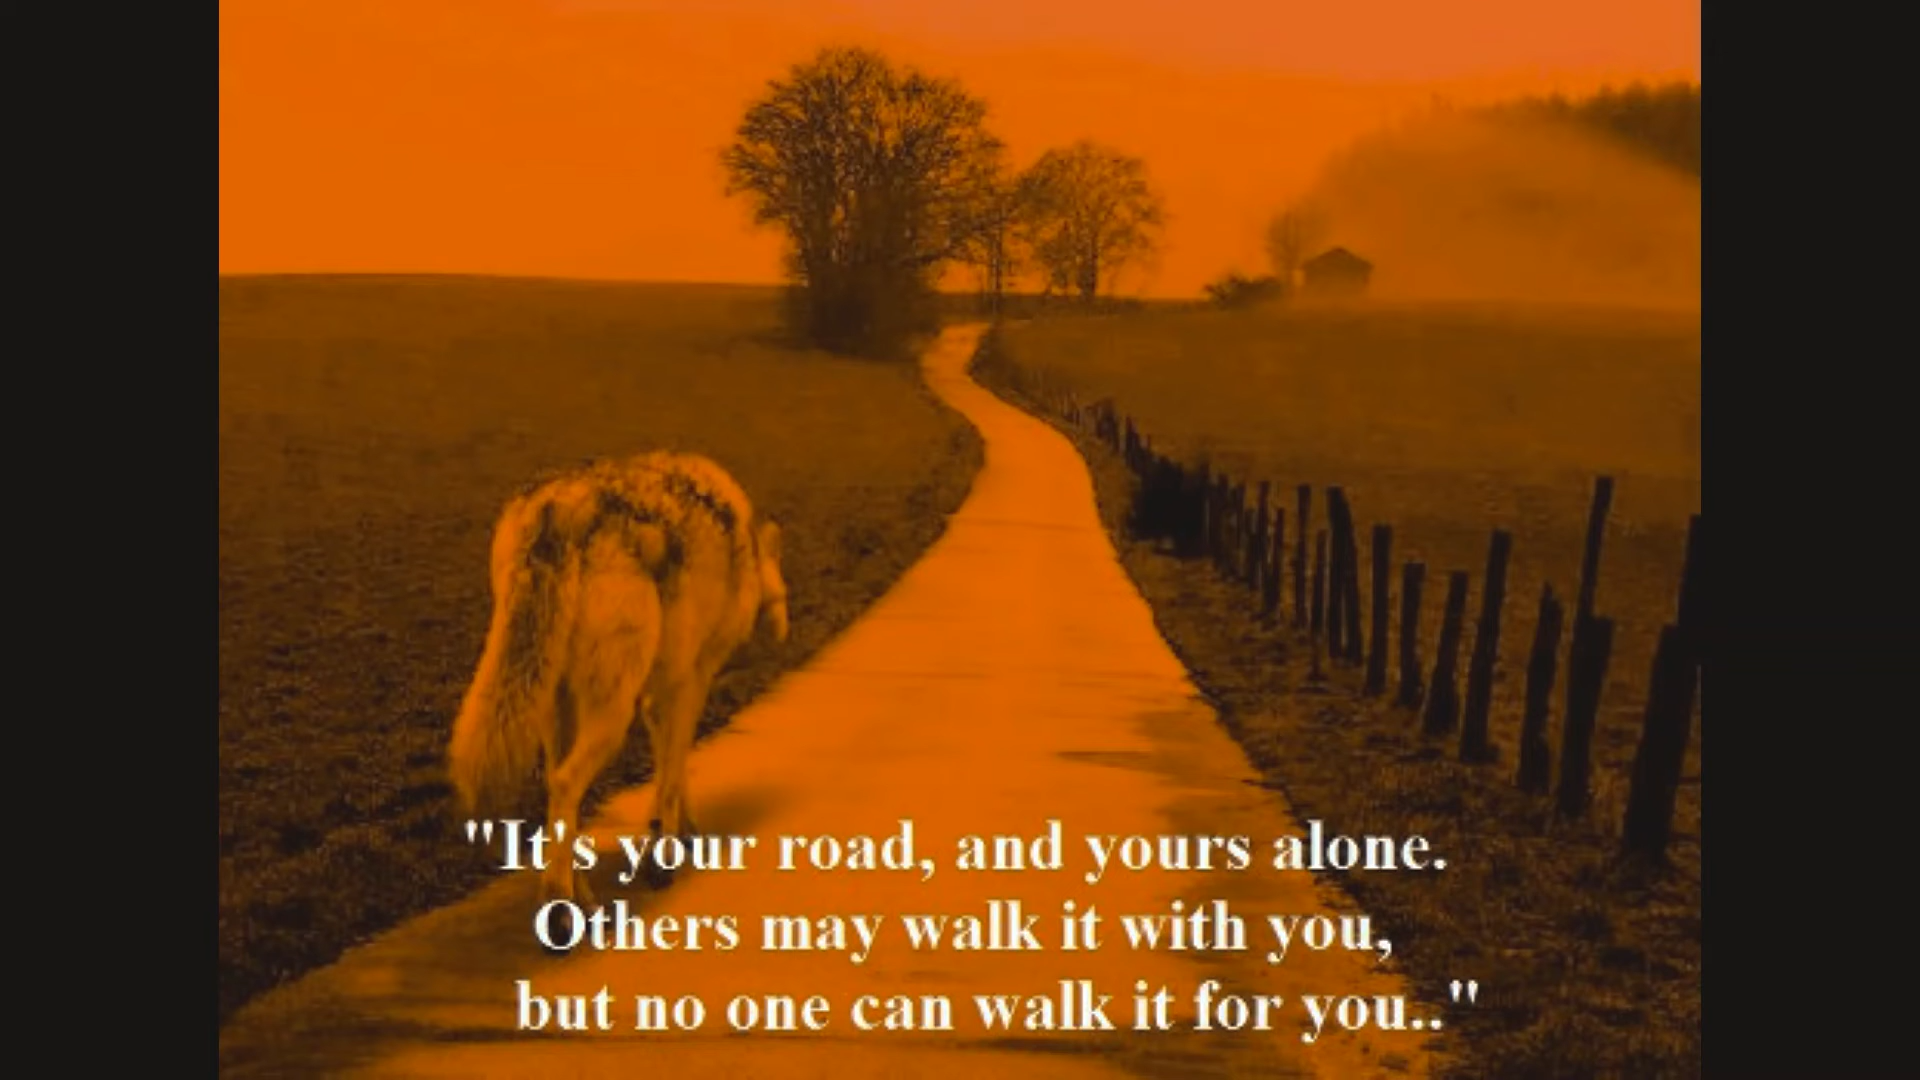 "It's your road, and yours alone.
Others may walk it with you,
but no one can walk it for you.."